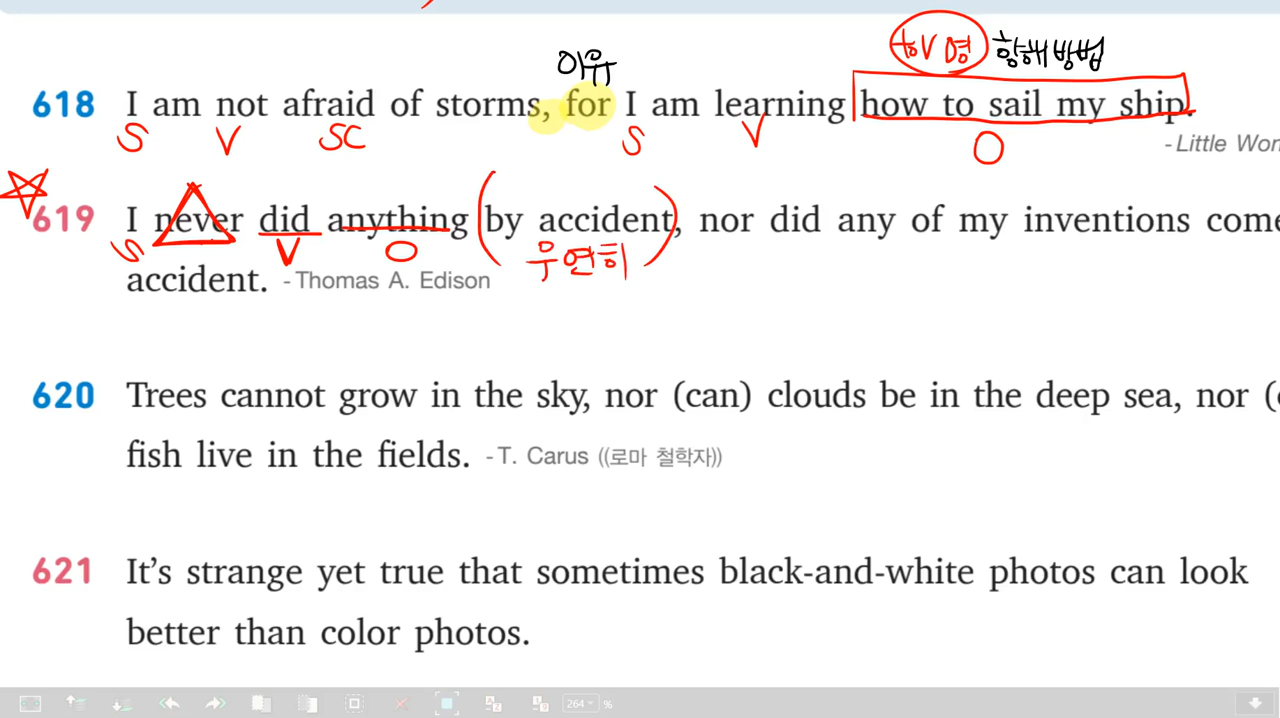 이유
항해방법
618 I am not afraid of storms, for I am learning how to sail my ship.
S V SC S V O
- Little Wor
619 I never did anything (by accident), nor did any of my inventions come
S V O 우연히
accident. - Thomas A. Edison
620 Trees cannot grow in the sky, nor (can) clouds be in the deep sea, nor (
fish live in the fields. - T. Carus ((로마 철학자))
621 It's strange yet true that sometimes black-and-white photos can look
better than color photos.
264 %